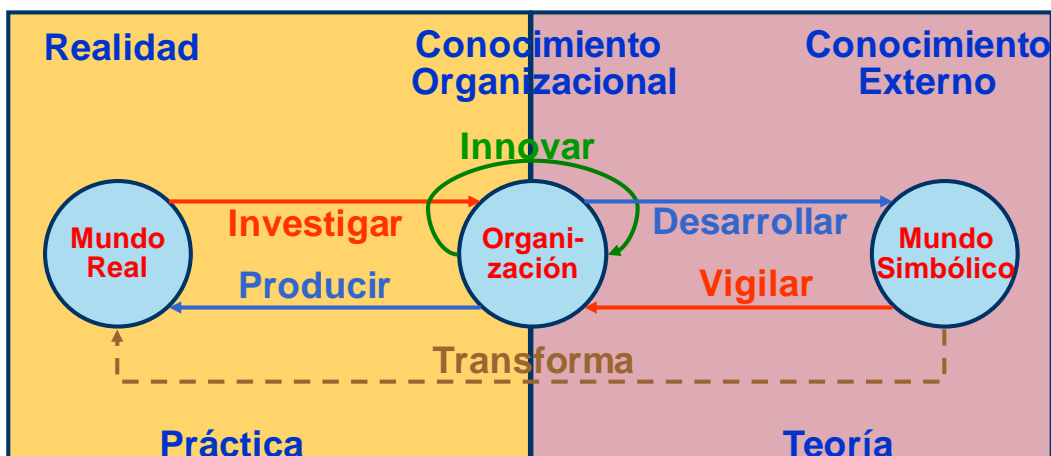 Realidad
Conocimiento
Organizacional
Conocimiento
Externo
Innovar
Investigar
Desarrollar
Mundo
Real
Organi-
zación
Mundo
Simbólico
Producir
Vigilar
Transforma
Práctica
Teoría